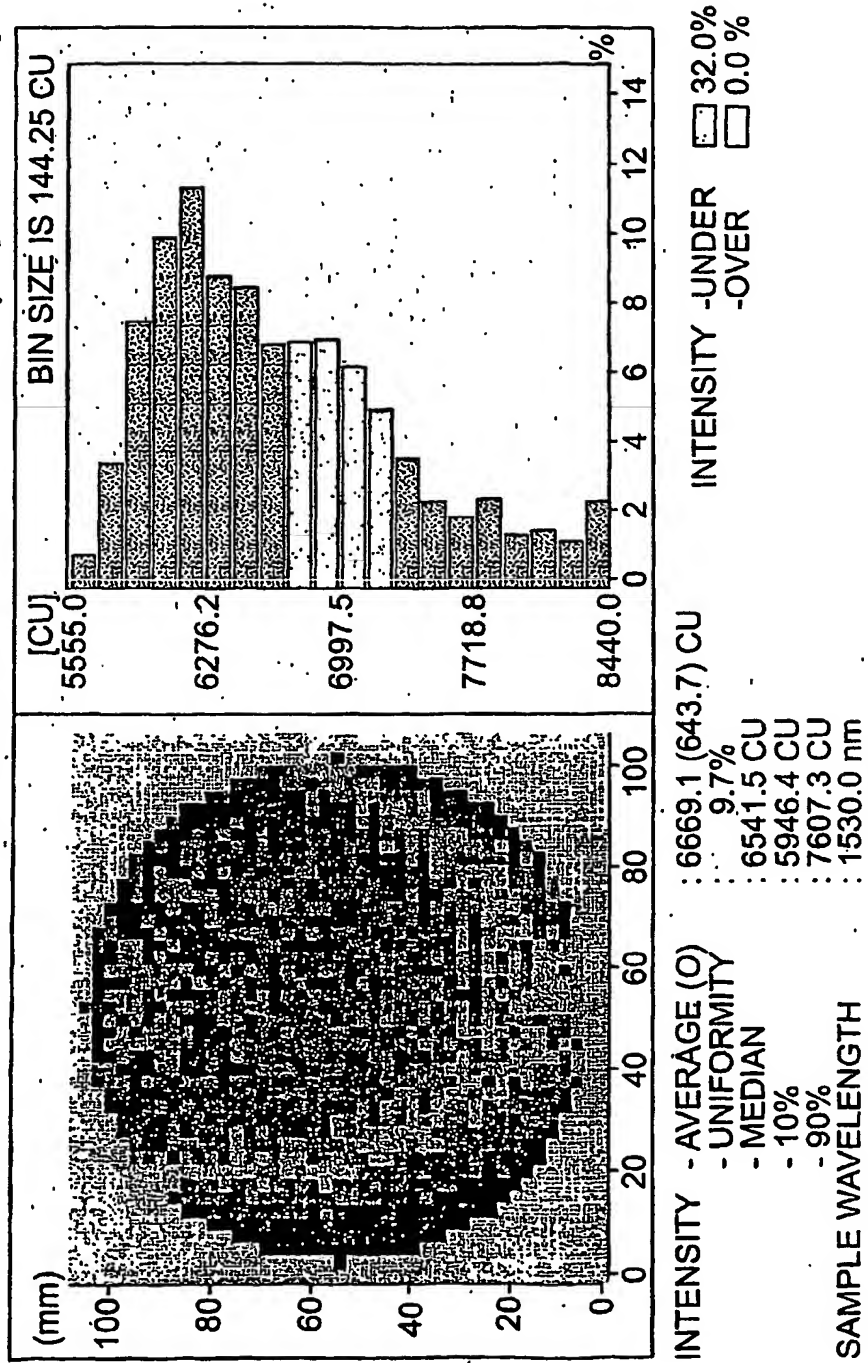 (mm)
100
80
60
40
20
0
0 20 40 60 80 100
[CU]
BIN SIZE IS 144.25 CU
5555.0
6276.2
6997.5
7718.8
8440.0
0 2 4 6 8 10 12 14 %
INTENSITY - AVERAGE (O) : 6669.1 (643.7) CU
- UNIFORMITY : 9.7%
- MEDIAN : 6541.5 CU
- 10% : 5946.4 CU
- 90% : 7607.3 CU
SAMPLE WAVELENGTH : 1530.0 nm
INTENSITY -UNDER 32.0%
-OVER 0.0 %